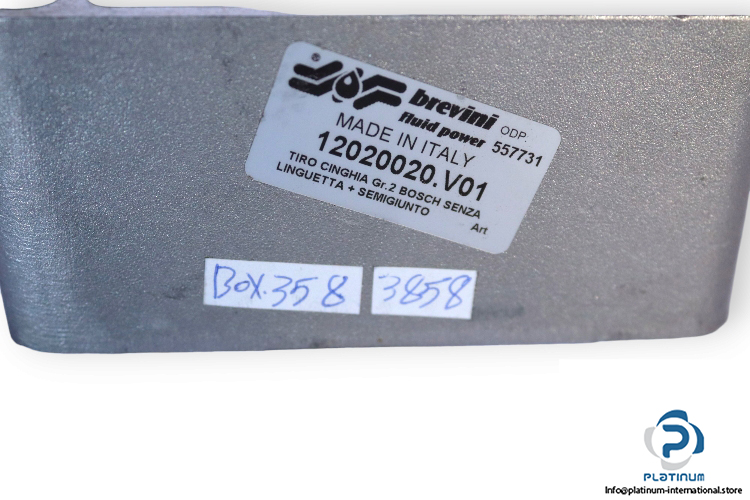 ®
brevini
fluid power
ODP.
557731
MADE IN ITALY
12020020.V01
TIRO CINGHIA Gr.2 BOSCH SENZA
LINGUETTA + SEMIGIUNTO
Art
BOX.358
3858
PLATINUM
Info@platinum-international.store